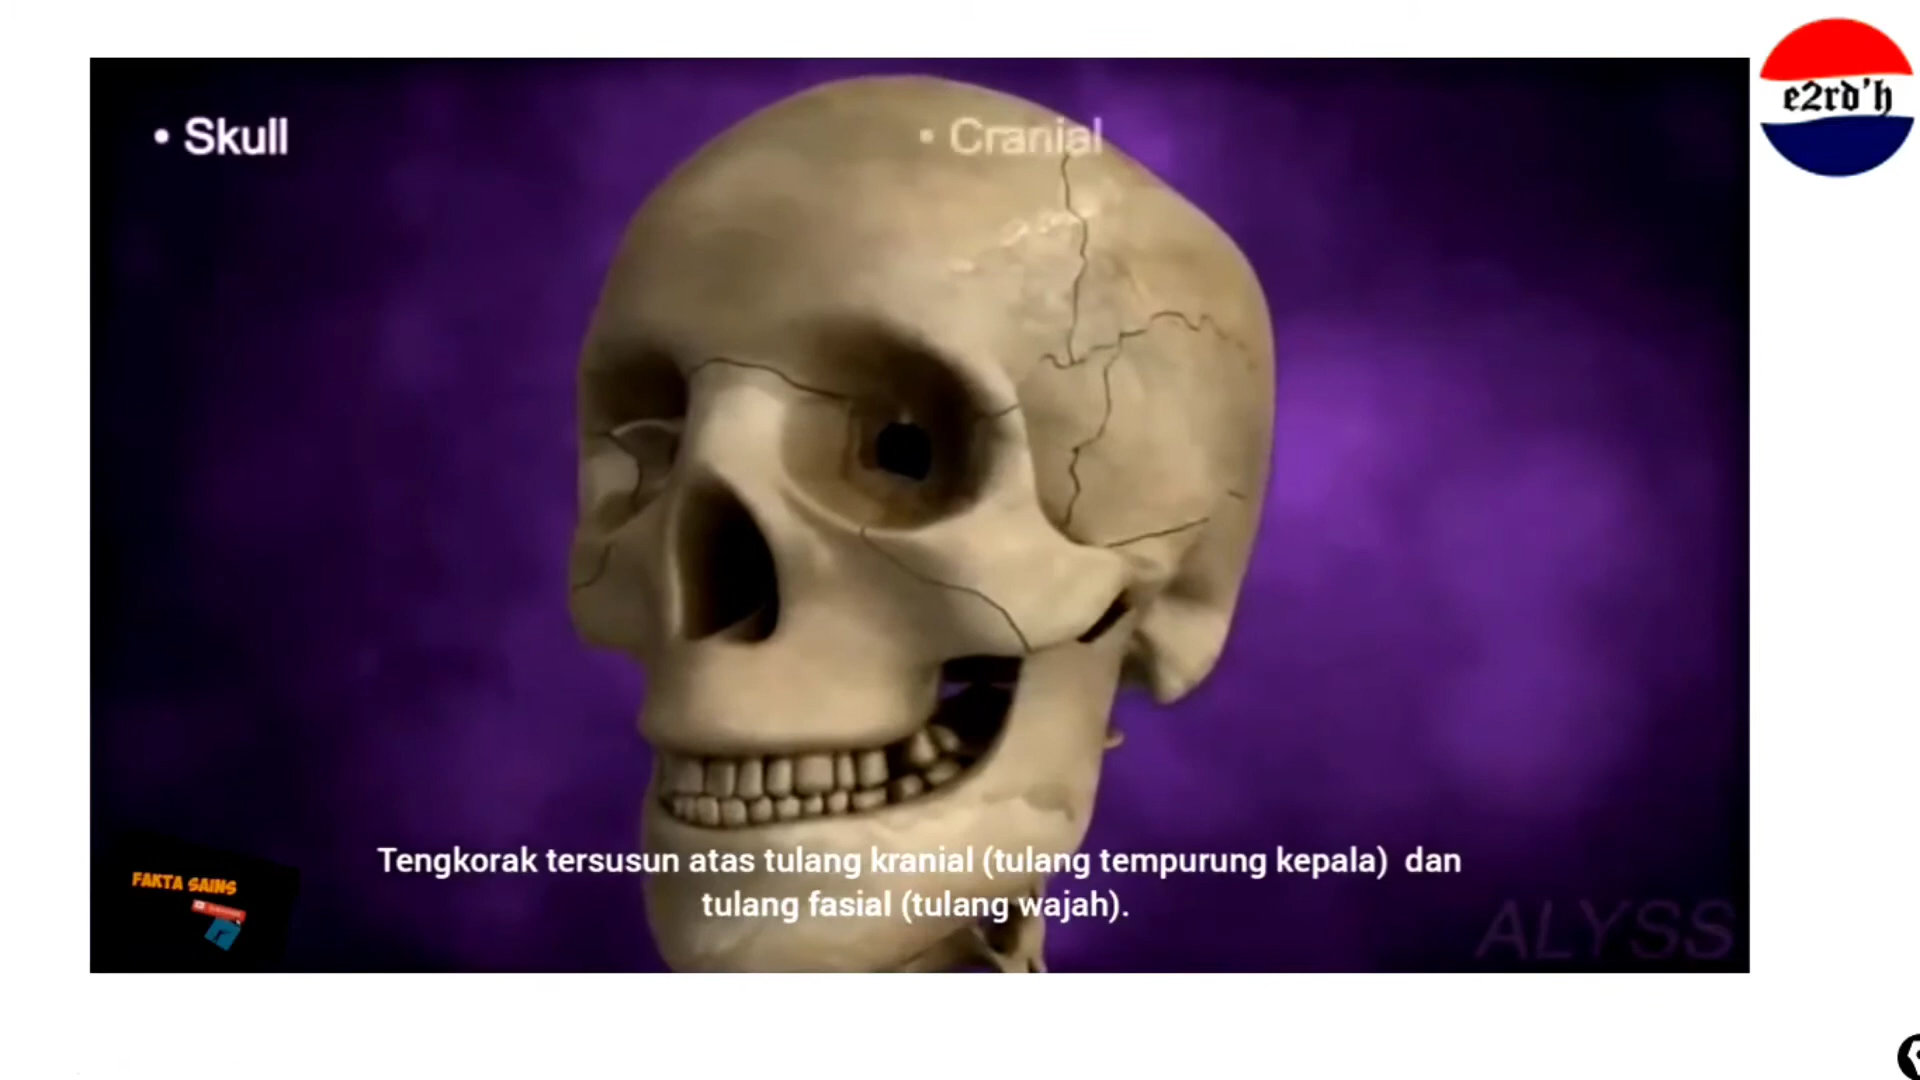 • Skull
• Cranial
e2rd'h
Tengkorak tersusun atas tulang kranial (tulang tempurung kepala) dan
tulang fasial (tulang wajah).
FAKTA SAINS
ALYSS